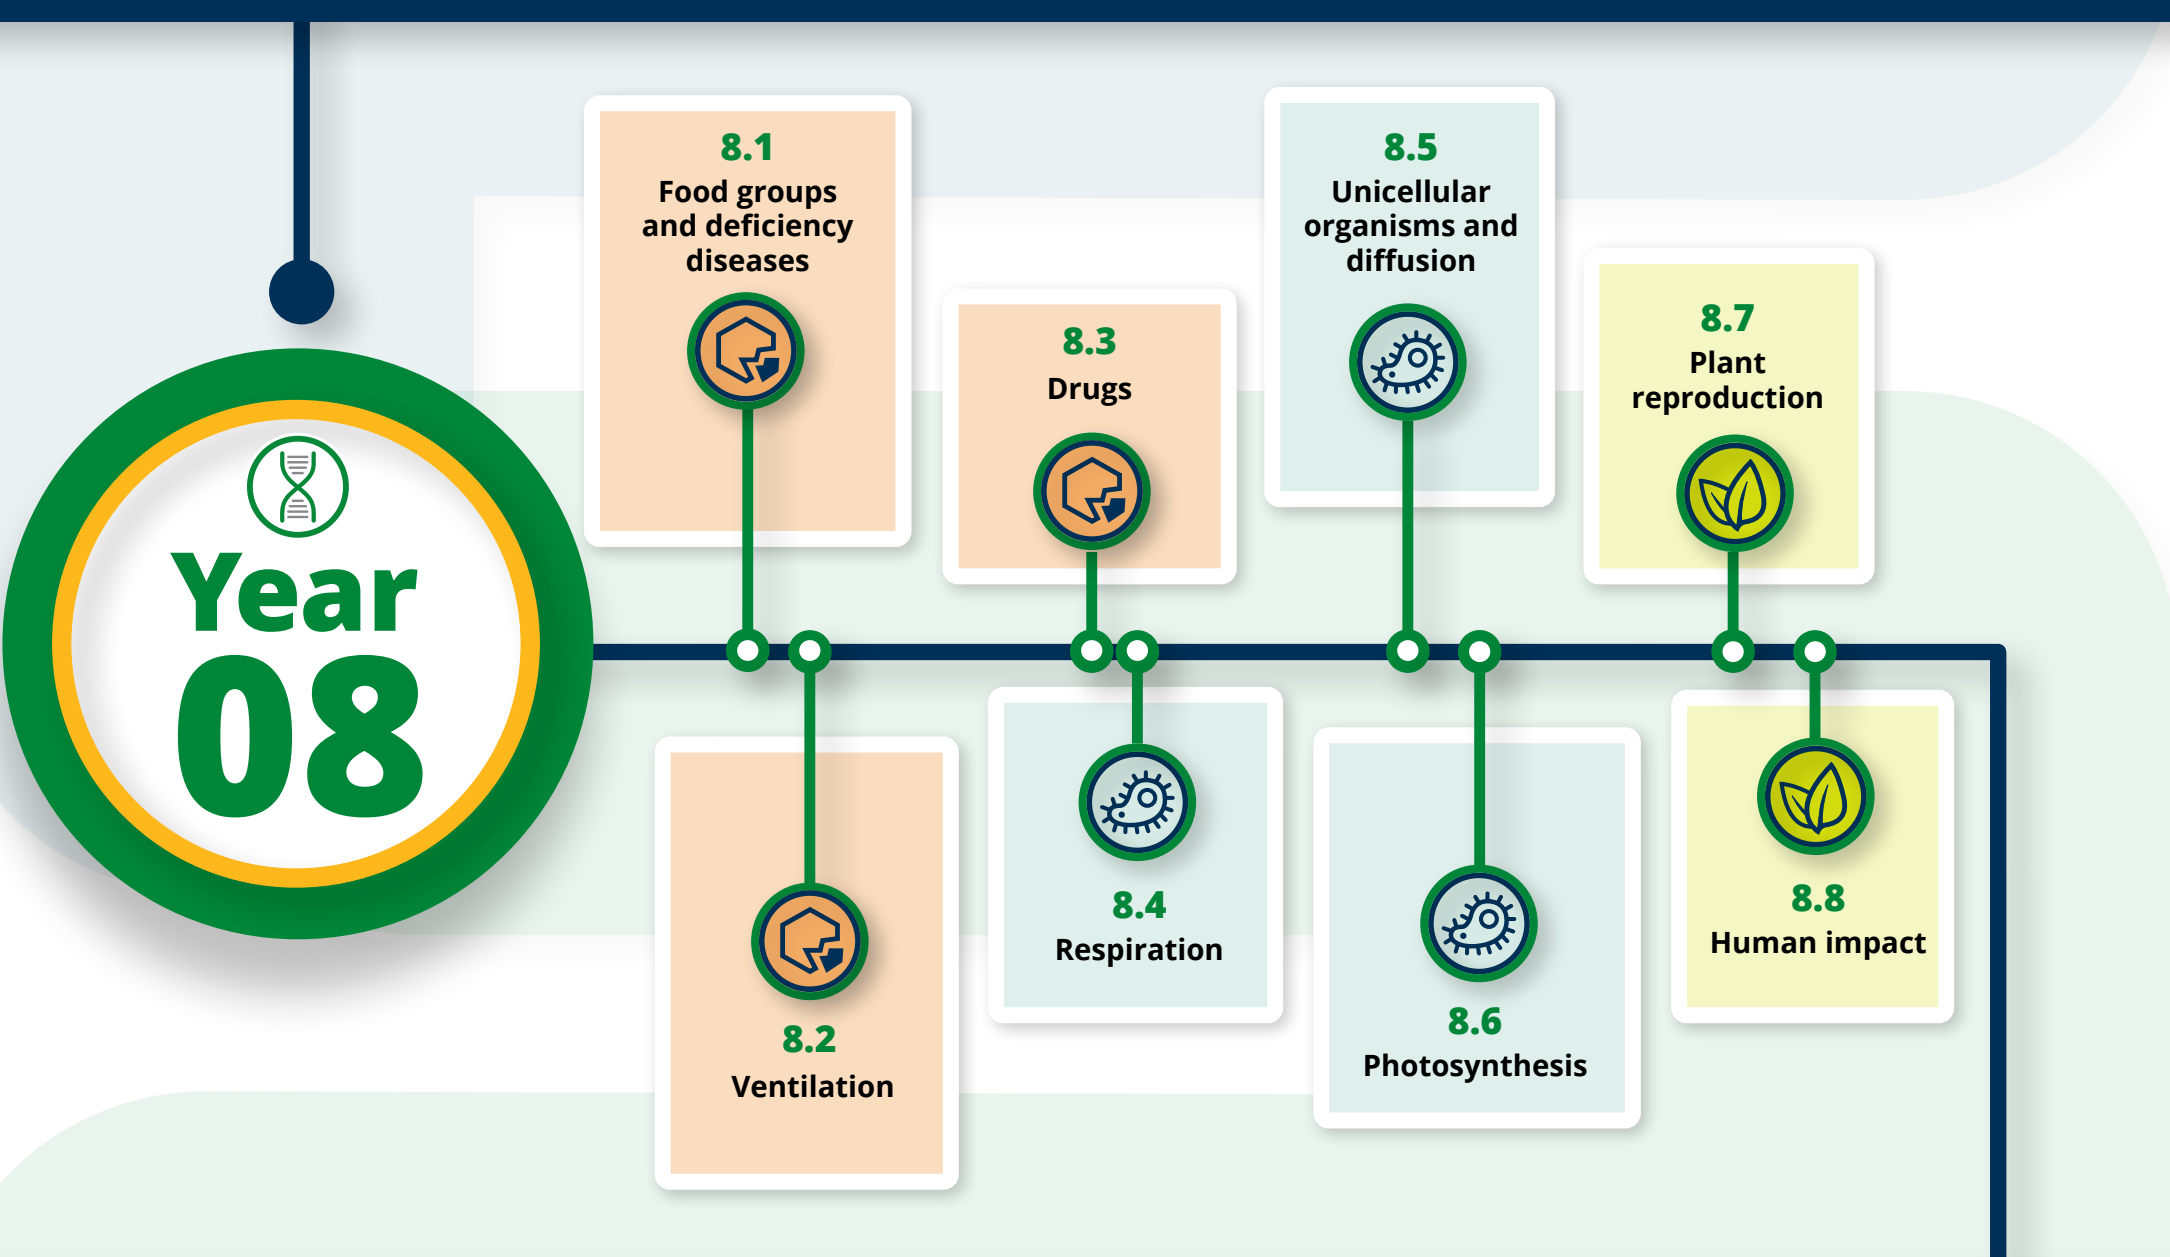 Year
08
8.1
Food groups
and deficiency
diseases
8.2
Ventilation
8.3
Drugs
8.4
Respiration
8.5
Unicellular
organisms and
diffusion
8.6
Photosynthesis
8.7
Plant
reproduction
8.8
Human impact